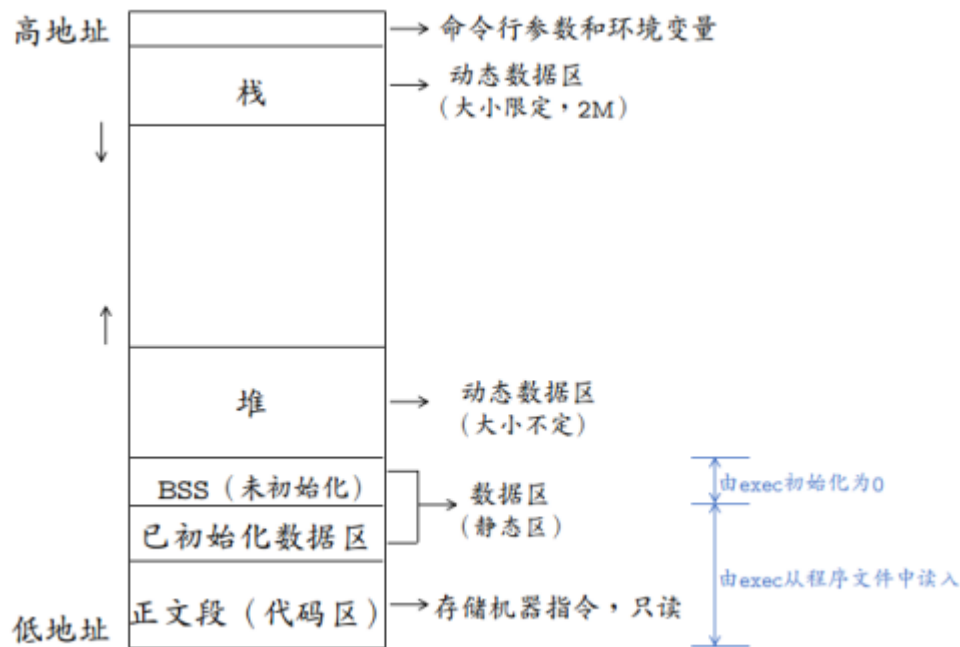 高地址
命令行参数和环境变量
栈
动态数据区
（大小限定，2M）
堆
动态数据区
（大小不定）
BSS（未初始化）
数据区
（静态区）
由exec初始化为0
已初始化数据区
由exec从程序文件中读入
正文段（代码区）
存储机器指令，只读
低地址